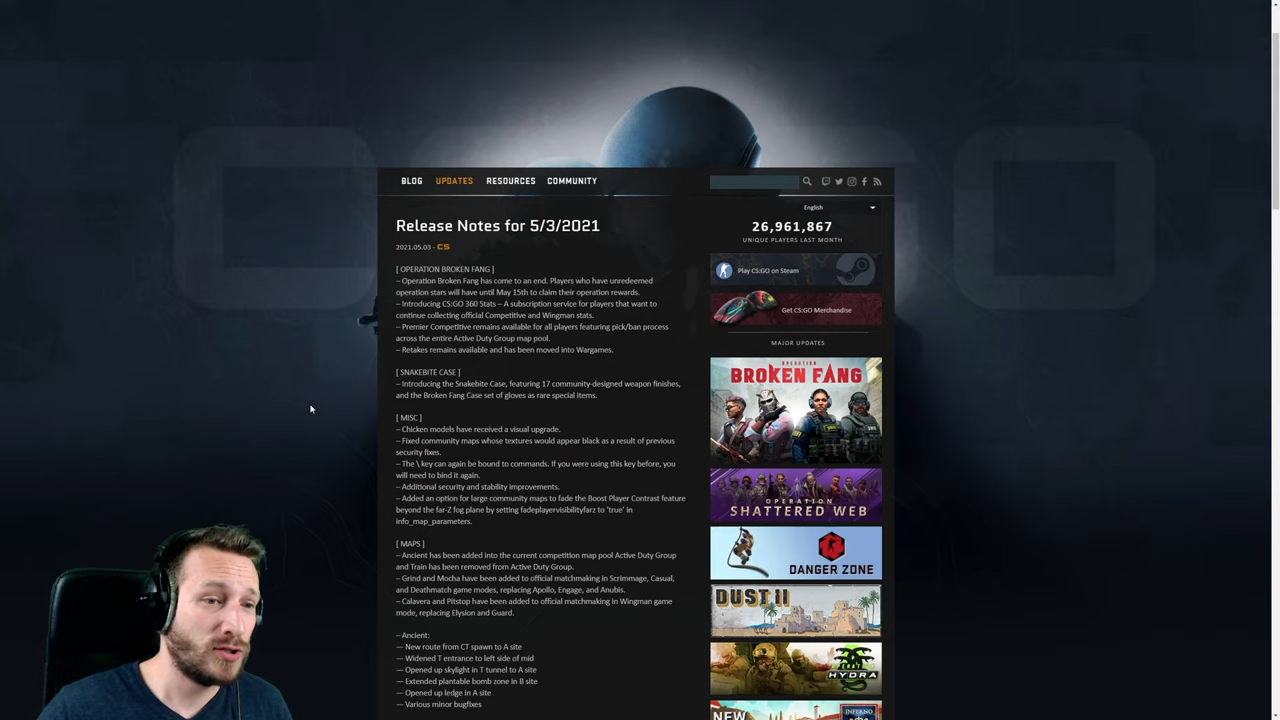 CS GO
BLOG UPDATES RESOURCES COMMUNITY
English
Release Notes for 5/3/2021
2021.05.03 - CS
[ OPERATION BROKEN FANG ]
– Operation Broken Fang has come to an end. Players who have unredeemed
operation stars will have until May 15th to claim their operation rewards.
– Introducing CS:GO 360 Stats – A subscription service for players that want to
continue collecting official Competitive and Wingman stats.
– Premier Competitive remains available for all players featuring pick/ban process
across the entire Active Duty Group map pool.
– Retakes remains available and has been moved into Wargames.
[ SNAKEBITE CASE ]
– Introducing the Snakebite Case, featuring 17 community-designed weapon finishes,
and the Broken Fang Case set of gloves as rare special items.
[ MISC ]
– Chicken models have received a visual upgrade.
– Fixed community maps whose textures would appear black as a result of previous
security fixes.
– The \ key can again be bound to commands. If you were using this key before, you
will need to bind it again.
– Additional security and stability improvements.
– Added an option for large community maps to fade the Boost Player Contrast feature
beyond the far-Z fog plane by setting fadeplayervisibilityfarz to 'true' in
info_map_parameters.
[ MAPS ]
– Ancient has been added into the current competition map pool Active Duty Group
and Train has been removed from Active Duty Group.
– Grind and Mocha have been added to official matchmaking in Scrimmage, Casual,
and Deathmatch game modes, replacing Apollo, Engage, and Anubis.
– Calavera and Pitstop have been added to official matchmaking in Wingman game
mode, replacing Elysion and Guard.
– Ancient:
— New route from CT spawn to A site
— Widened T entrance to left side of mid
— Opened up skylight in T tunnel to A site
— Extended plantable bomb zone in B site
— Opened up ledge in A site
— Various minor bugfixes
26,961,867
UNIQUE PLAYERS LAST MONTH
Play CS:GO on Steam
Get CS:GO Merchandise
MAJOR UPDATES
OPERATION
BROKEN FANG
OPERATION
SHATTERED WEB
DANGER ZONE
DUST II
HYDRA
NEW
INFERNO